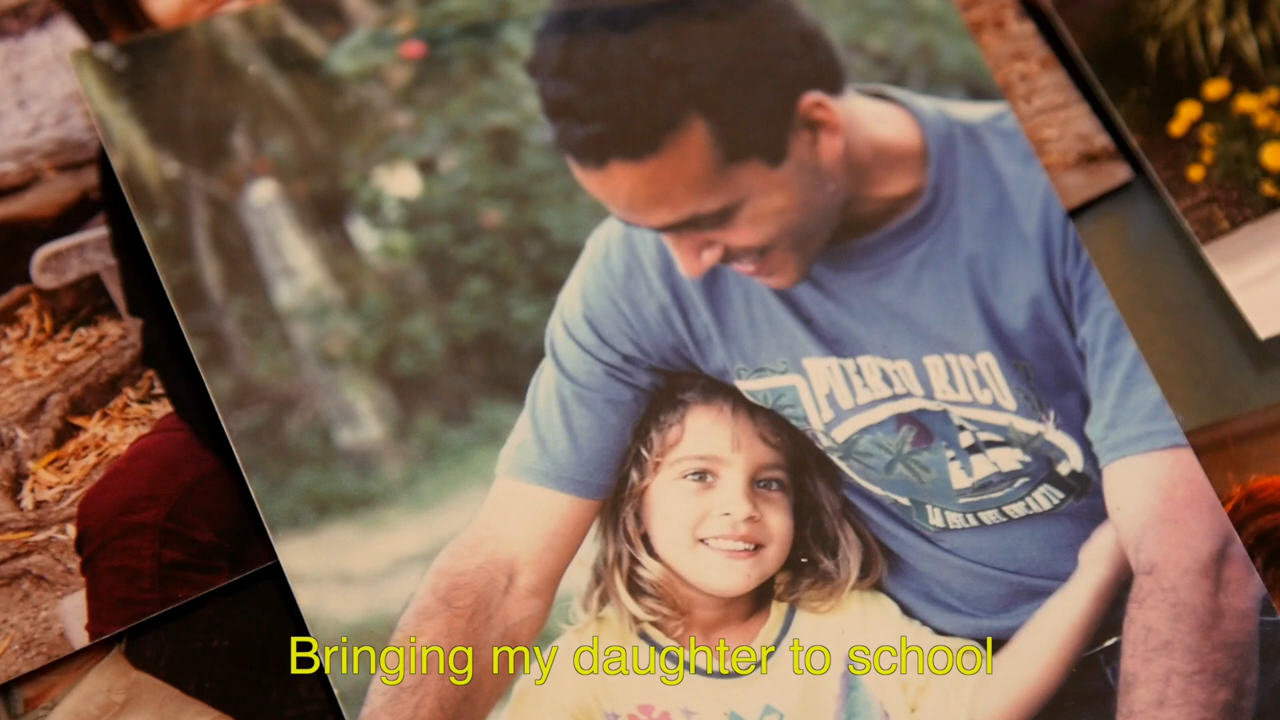 PUERTO RICO
LA ISLA DEL ENCANTO
Bringing my daughter to school